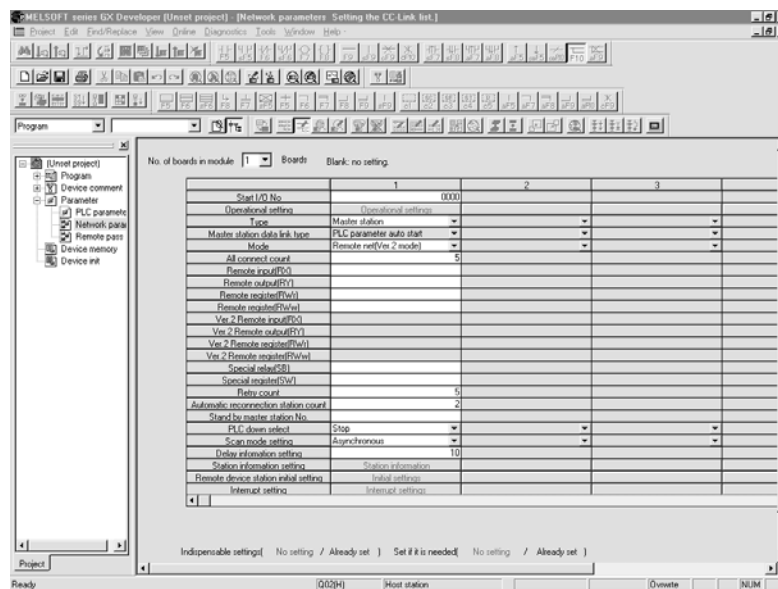 MELSOFT series GX Developer [Unset project] - [Network parameters Setting the CC-Link list.]
Project Edit Find/Replace View Online Diagnostics Tools Window Help
Program
No. of boards in module 1 Boards Blank: no setting.
[Unset project]
Program
Device comment
Parameter
PLC paramete
Network parai
Remote pass
Device memory
Device init
1 2 3
Start I/O No 0000
Operational setting Operational settings
Type Master station
Master station data link type PLC parameter auto start
Mode Remote net(Ver.2 mode)
All connect count 5
Remote input(RX)
Remote output(RY)
Remote register(RWr)
Remote register(RWw)
Ver.2 Remote input(RX)
Ver.2 Remote output(RY)
Ver.2 Remote register(RWr)
Ver.2 Remote register(RWw)
Special relay(SB)
Special register(SW)
Retry count 5
Automatic reconnection station count 2
Stand by master station No.
PLC down select Stop
Scan mode setting Asynchronous
Delay infomation setting 10
Station information setting Station information
Remote device station initial setting Initial settings
Interrupt setting Interrupt settings
Indispensable settings( No setting / Already set ) Set if it is needed( No setting / Already set )
Project
Ready Q02(H) Host station Ovrwrte NUM